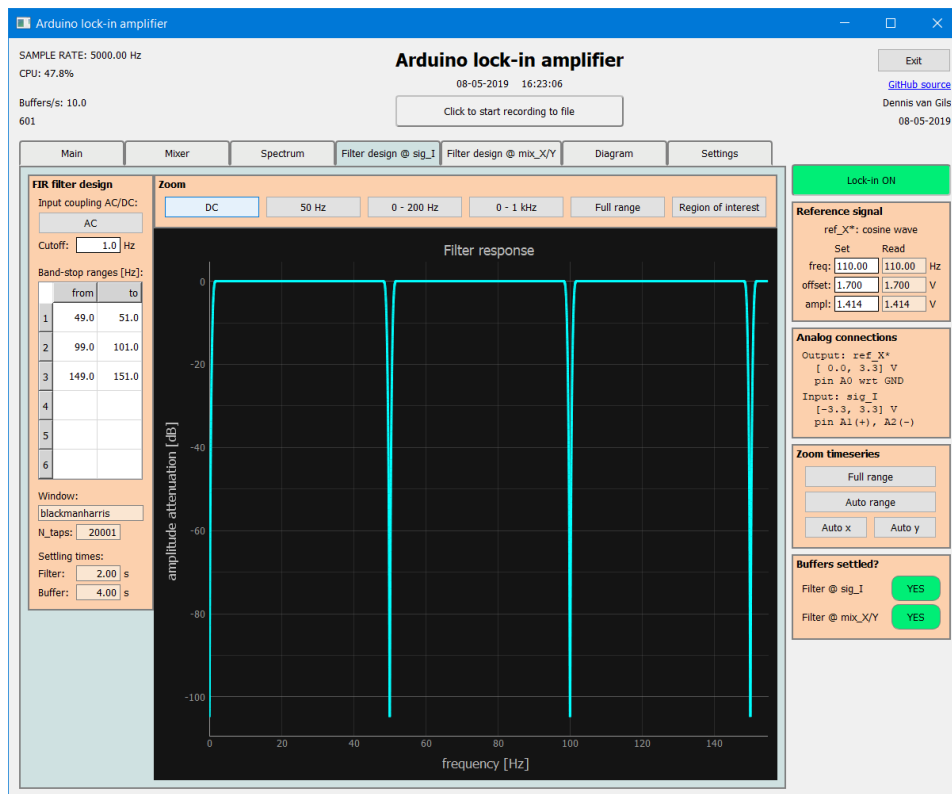 Arduino lock-in amplifier
SAMPLE RATE: 5000.00 Hz
CPU: 47.8%
Buffers/s: 10.0
601
Arduino lock-in amplifier
08-05-2019 16:23:06
Click to start recording to file
Exit
GitHub source
Dennis van Gils
08-05-2019
Main Mixer Spectrum Filter design @ sig_I Filter design @ mix_X/Y Diagram Settings
FIR filter design
Input coupling AC/DC:
AC
Cutoff: 1.0 Hz
Band-stop ranges [Hz]:
from to
1 49.0 51.0
2 99.0 101.0
3 149.0 151.0
4
5
6
Window:
blackmanharris
N_taps: 20001
Settling times:
Filter: 2.00 s
Buffer: 4.00 s
Zoom
DC 50 Hz 0 - 200 Hz 0 - 1 kHz Full range Region of interest
Filter response
amplitude attenuation [dB]
0
-20
-40
-60
-80
-100
0 20 40 60 80 100 120 140
frequency [Hz]
Lock-in ON
Reference signal
ref_X*: cosine wave
Set Read
freq: 110.00 110.00 Hz
offset: 1.700 1.700 V
ampl: 1.414 1.414 V
Analog connections
Output: ref_X*
[ 0.0, 3.3] V
pin A0 wrt GND
Input: sig_I
[-3.3, 3.3] V
pin A1(+), A2(-)
Zoom timeseries
Full range
Auto range
Auto x Auto y
Buffers settled?
Filter @ sig_I YES
Filter @ mix_X/Y YES